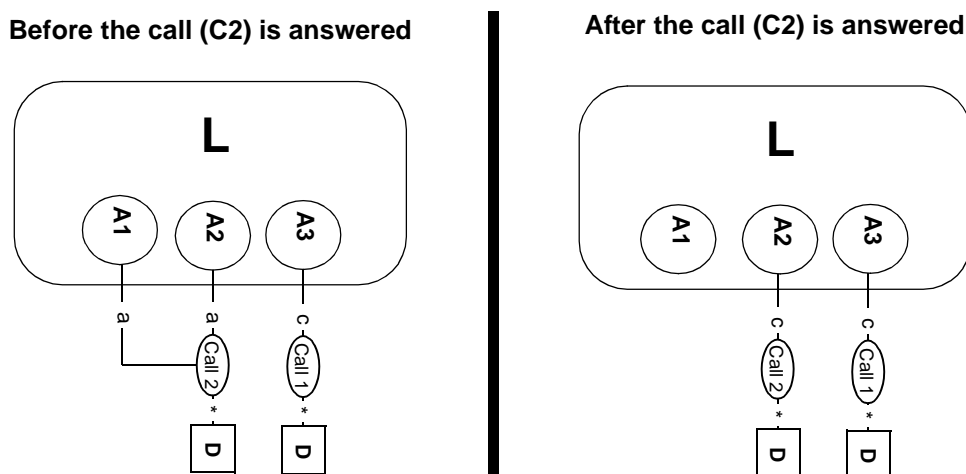 Before the call (C2) is answered
L
A1
A2
A3
a
a
c
Call 2
Call 1
*
*
D
D
After the call (C2) is answered
L
A1
A2
A3
c
c
Call 2
Call 1
*
*
D
D